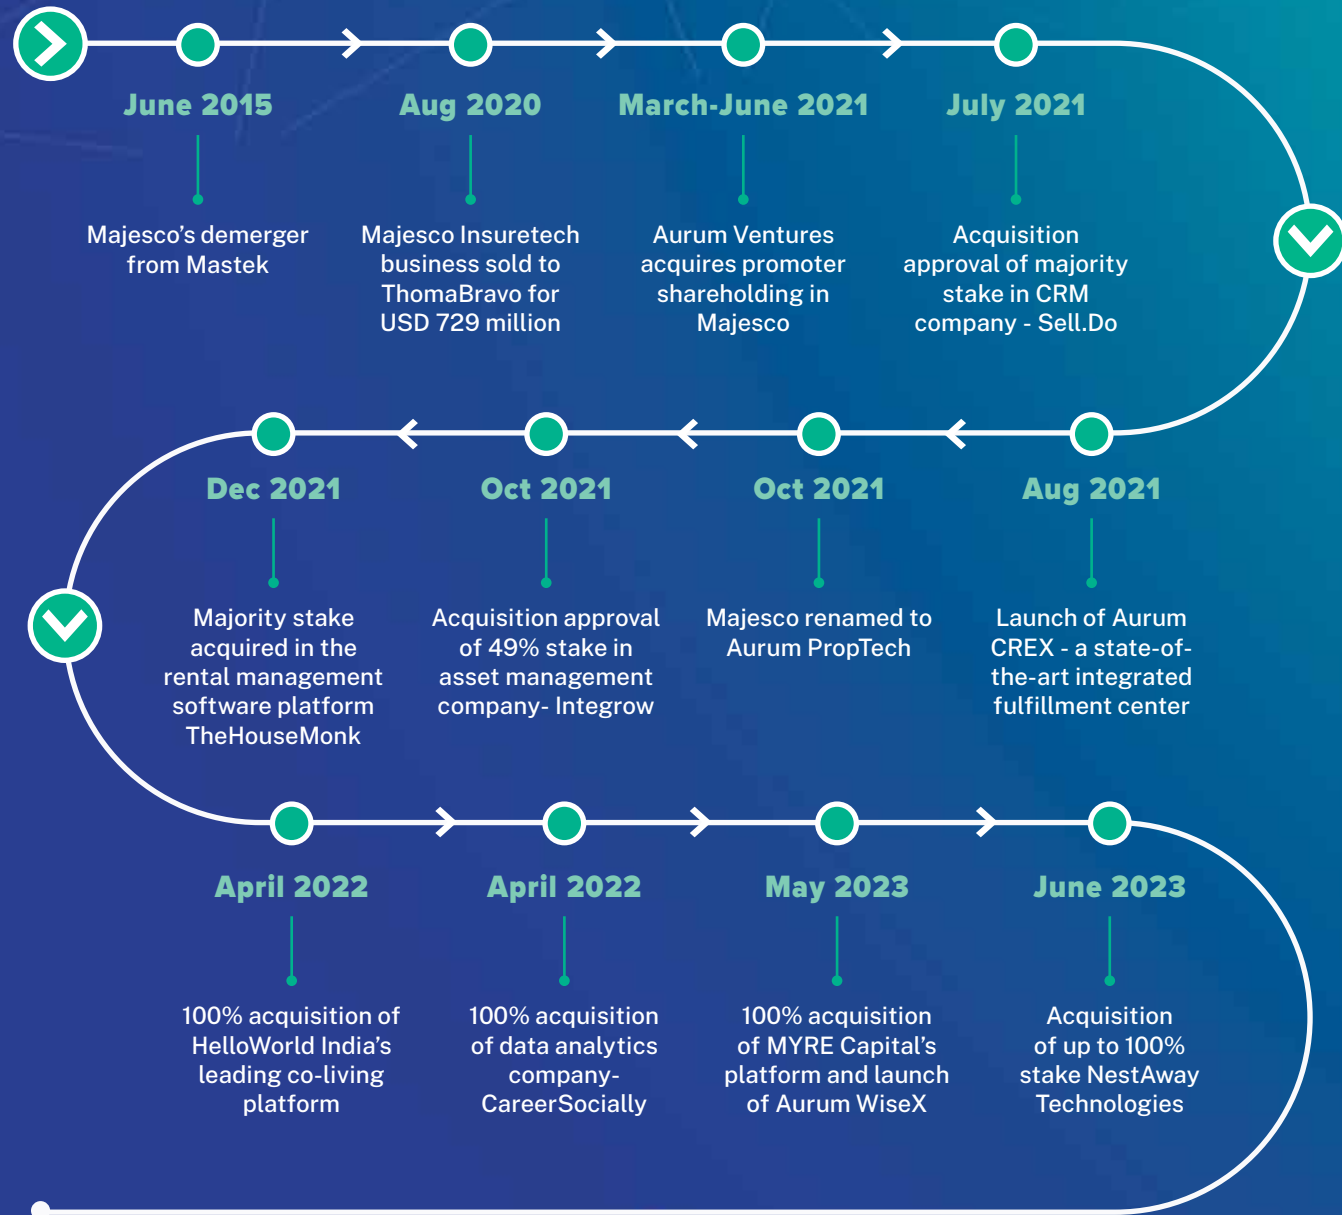 June 2015
Majesco's demerger
from Mastek
Aug 2020
Majesco Insuretech
business sold to
ThomaBravo for
USD 729 million
March-June 2021
Aurum Ventures
acquires promoter
shareholding in
Majesco
July 2021
Acquisition
approval of majority
stake in CRM
company - Sell.Do
Aug 2021
Launch of Aurum
CREX - a state-of-
the-art integrated
fulfillment center
Oct 2021
Majesco renamed to
Aurum PropTech
Oct 2021
Acquisition approval
of 49% stake in
asset management
company- Integrow
Dec 2021
Majority stake
acquired in the
rental management
software platform
TheHouseMonk
April 2022
100% acquisition of
HelloWorld India's
leading co-living
platform
April 2022
100% acquisition
of data analytics
company-
CareerSocially
May 2023
100% acquisition
of MYRE Capital's
platform and launch
of Aurum WiseX
June 2023
Acquisition
of up to 100%
stake NestAway
Technologies